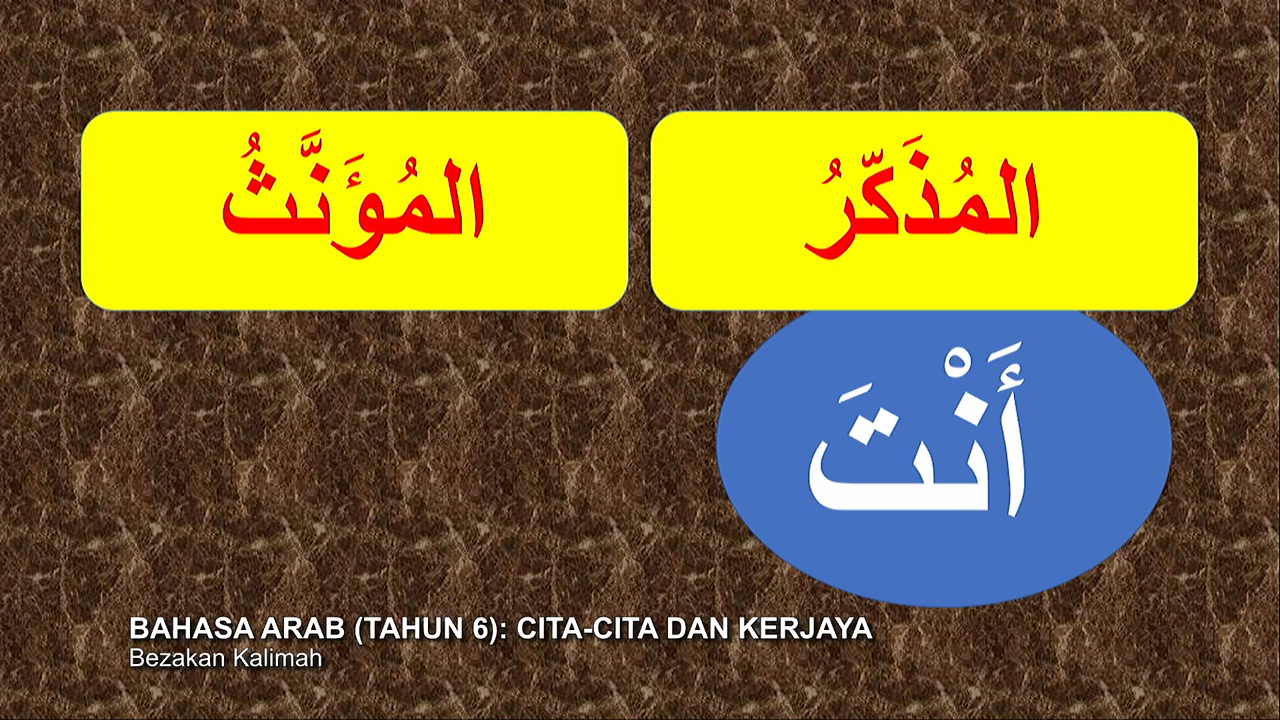 المُذَكّرُ
المُؤَنَّثُ
أَنْتَ
BAHASA ARAB (TAHUN 6): CITA-CITA DAN KERJAYA
Bezakan Kalimah